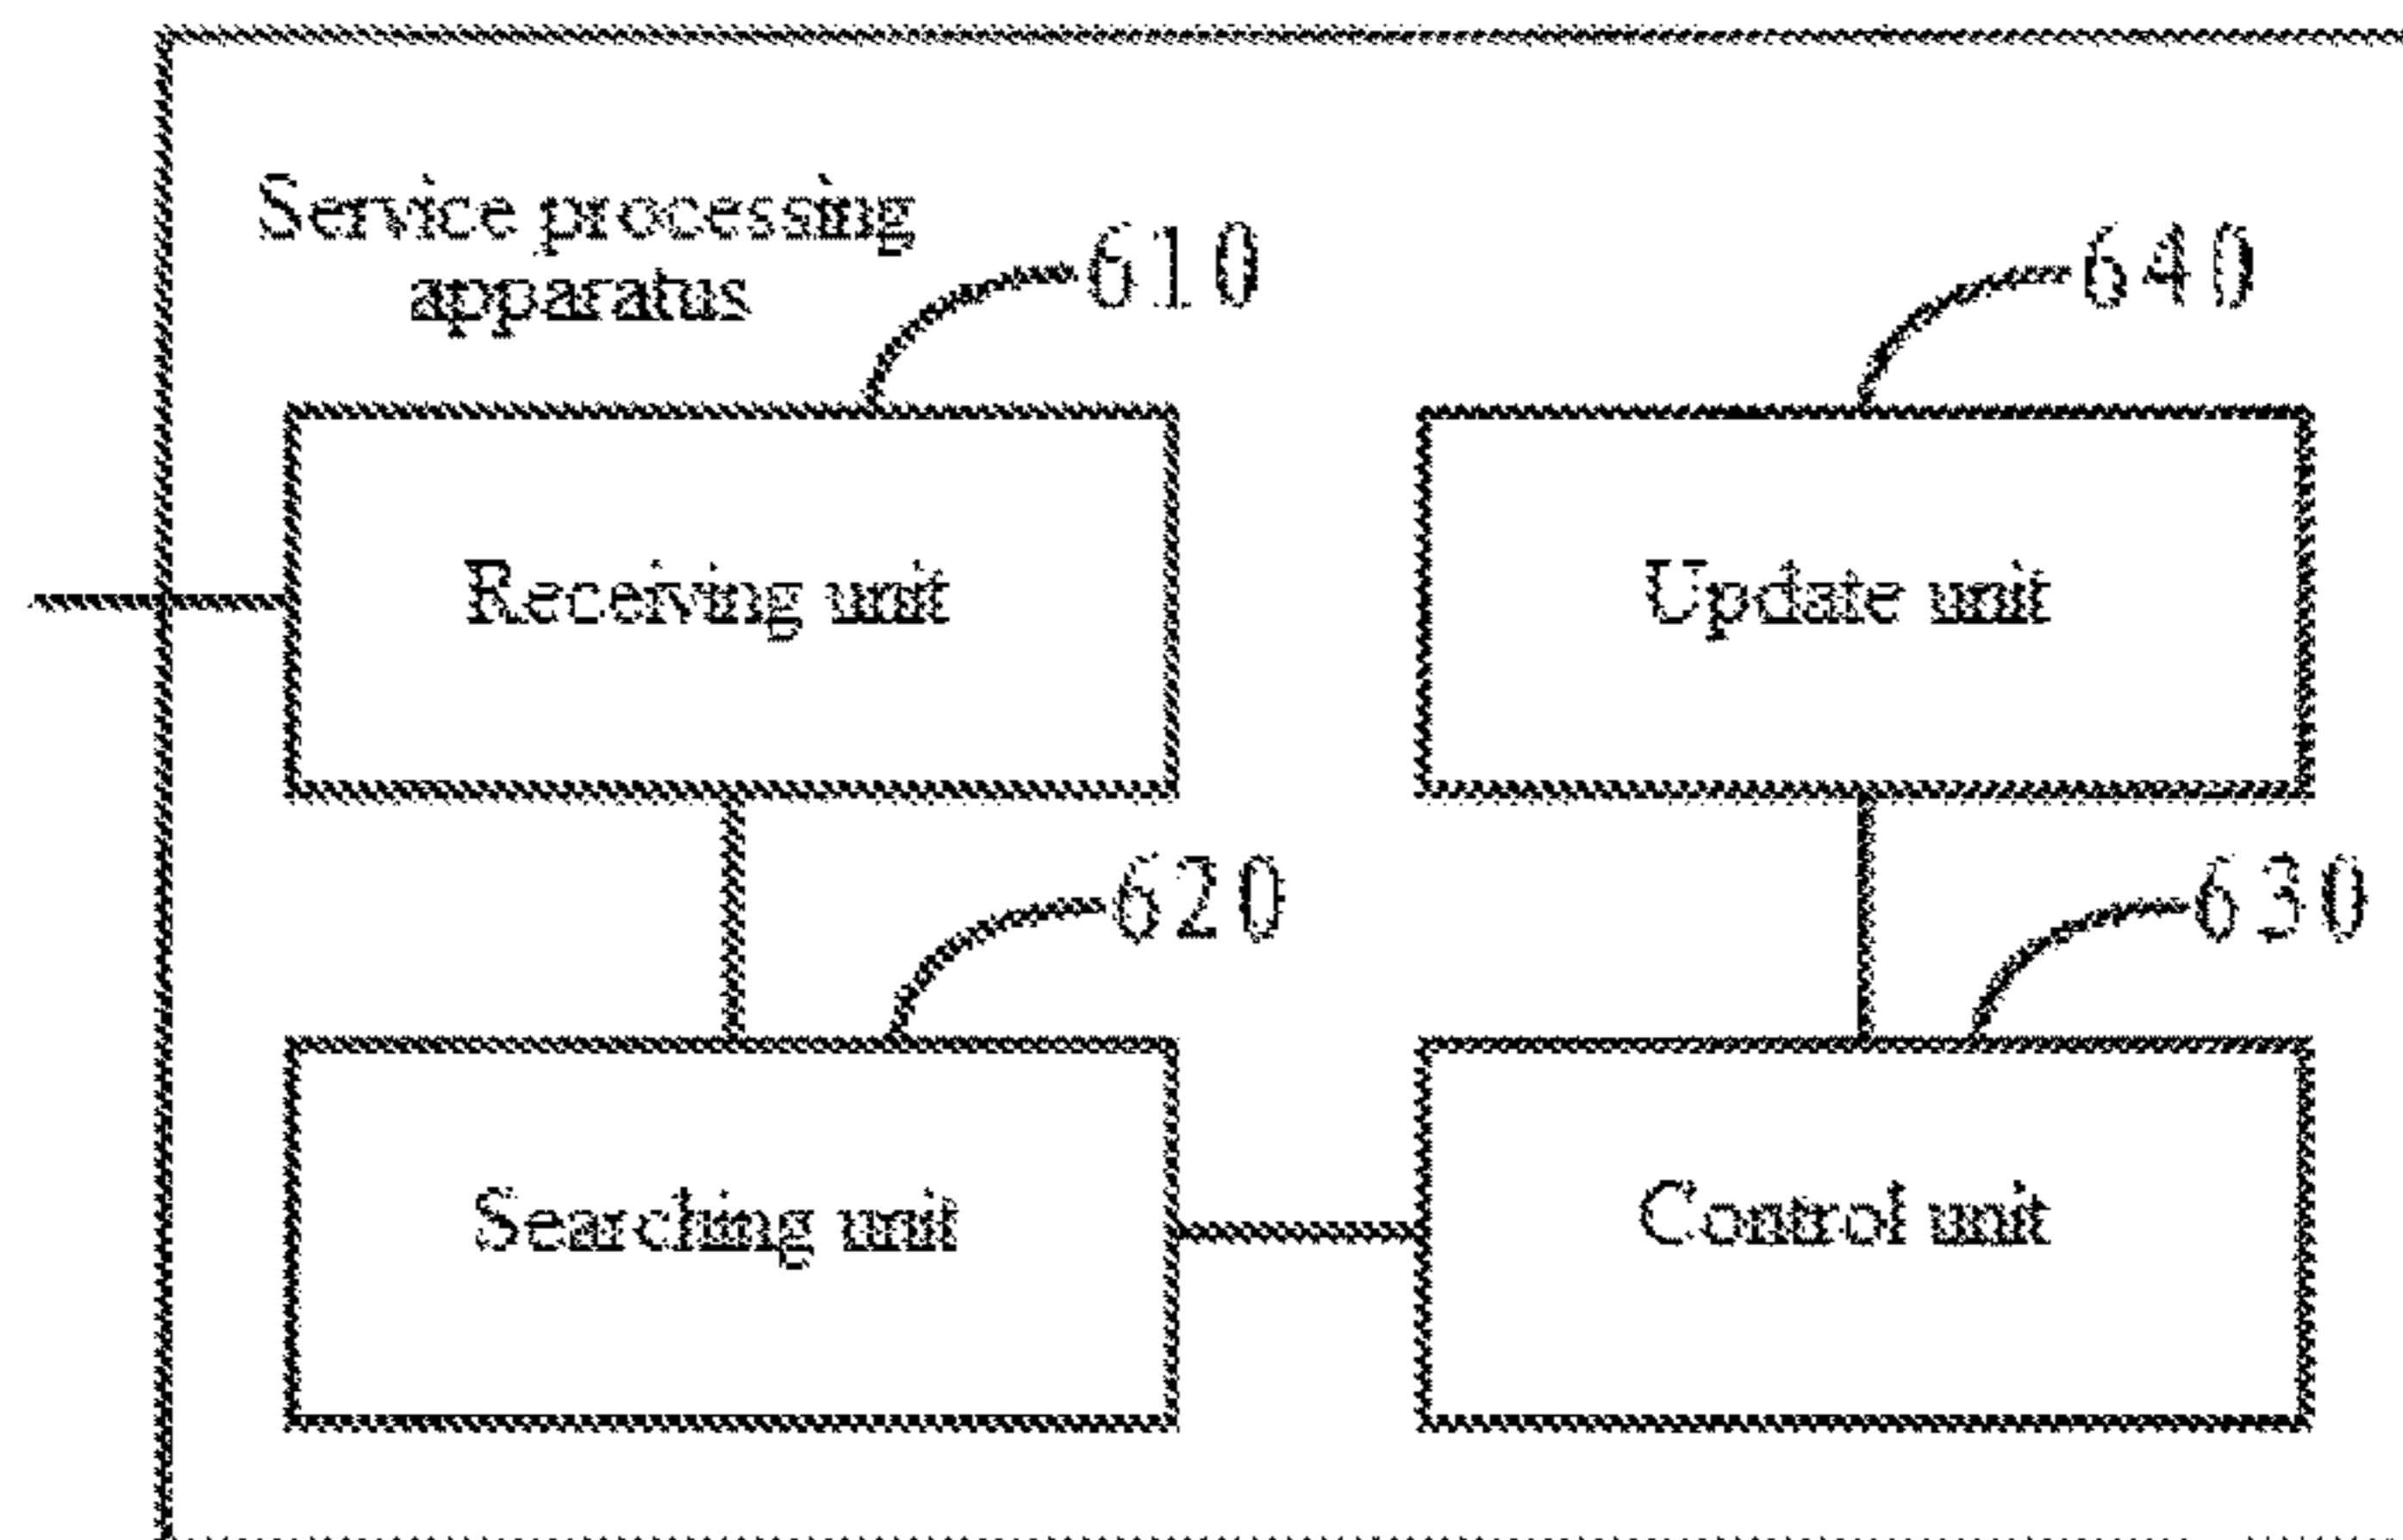 Service processing
apparatus
610
640
Receiving unit
Update unit
620
630
Searching unit
Control unit